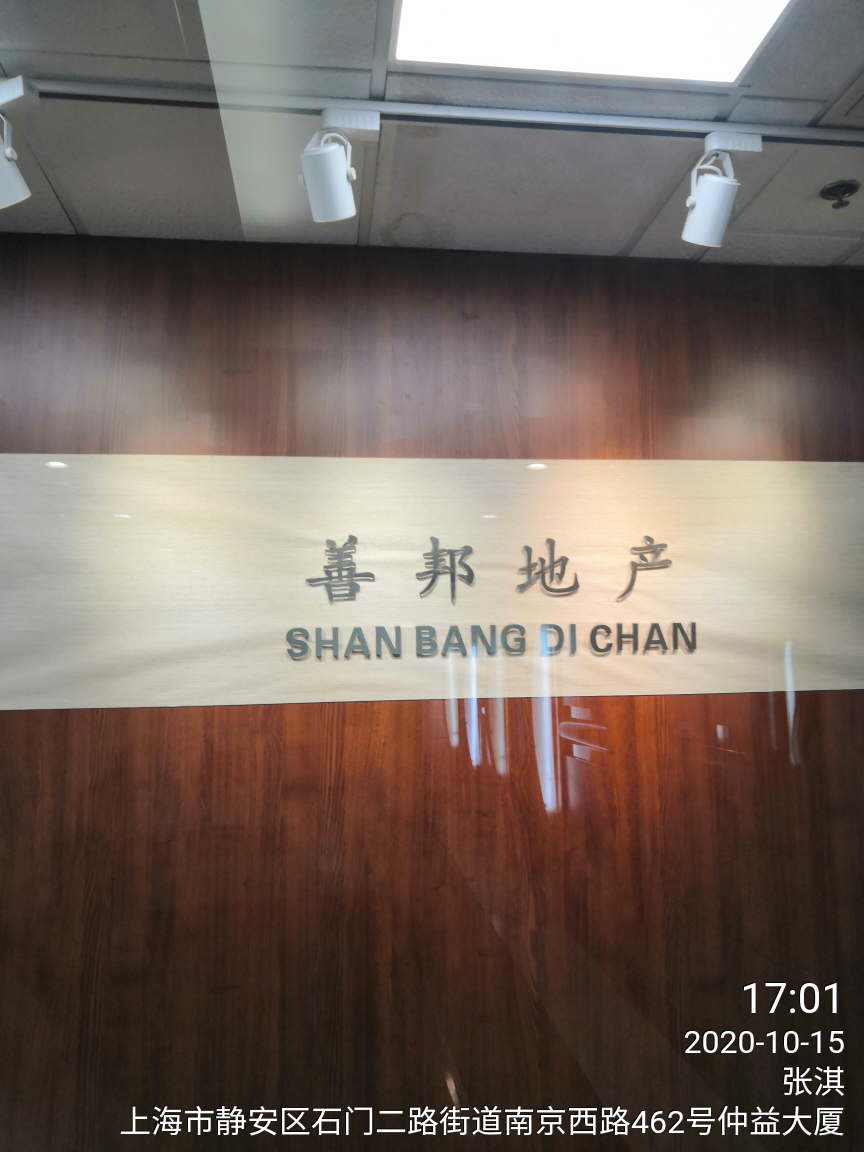 善邦地产
SHAN BANG DI CHAN
17:01
2020-10-15
张淇
上海市静安区石门二路街道南京西路462号仲益大厦